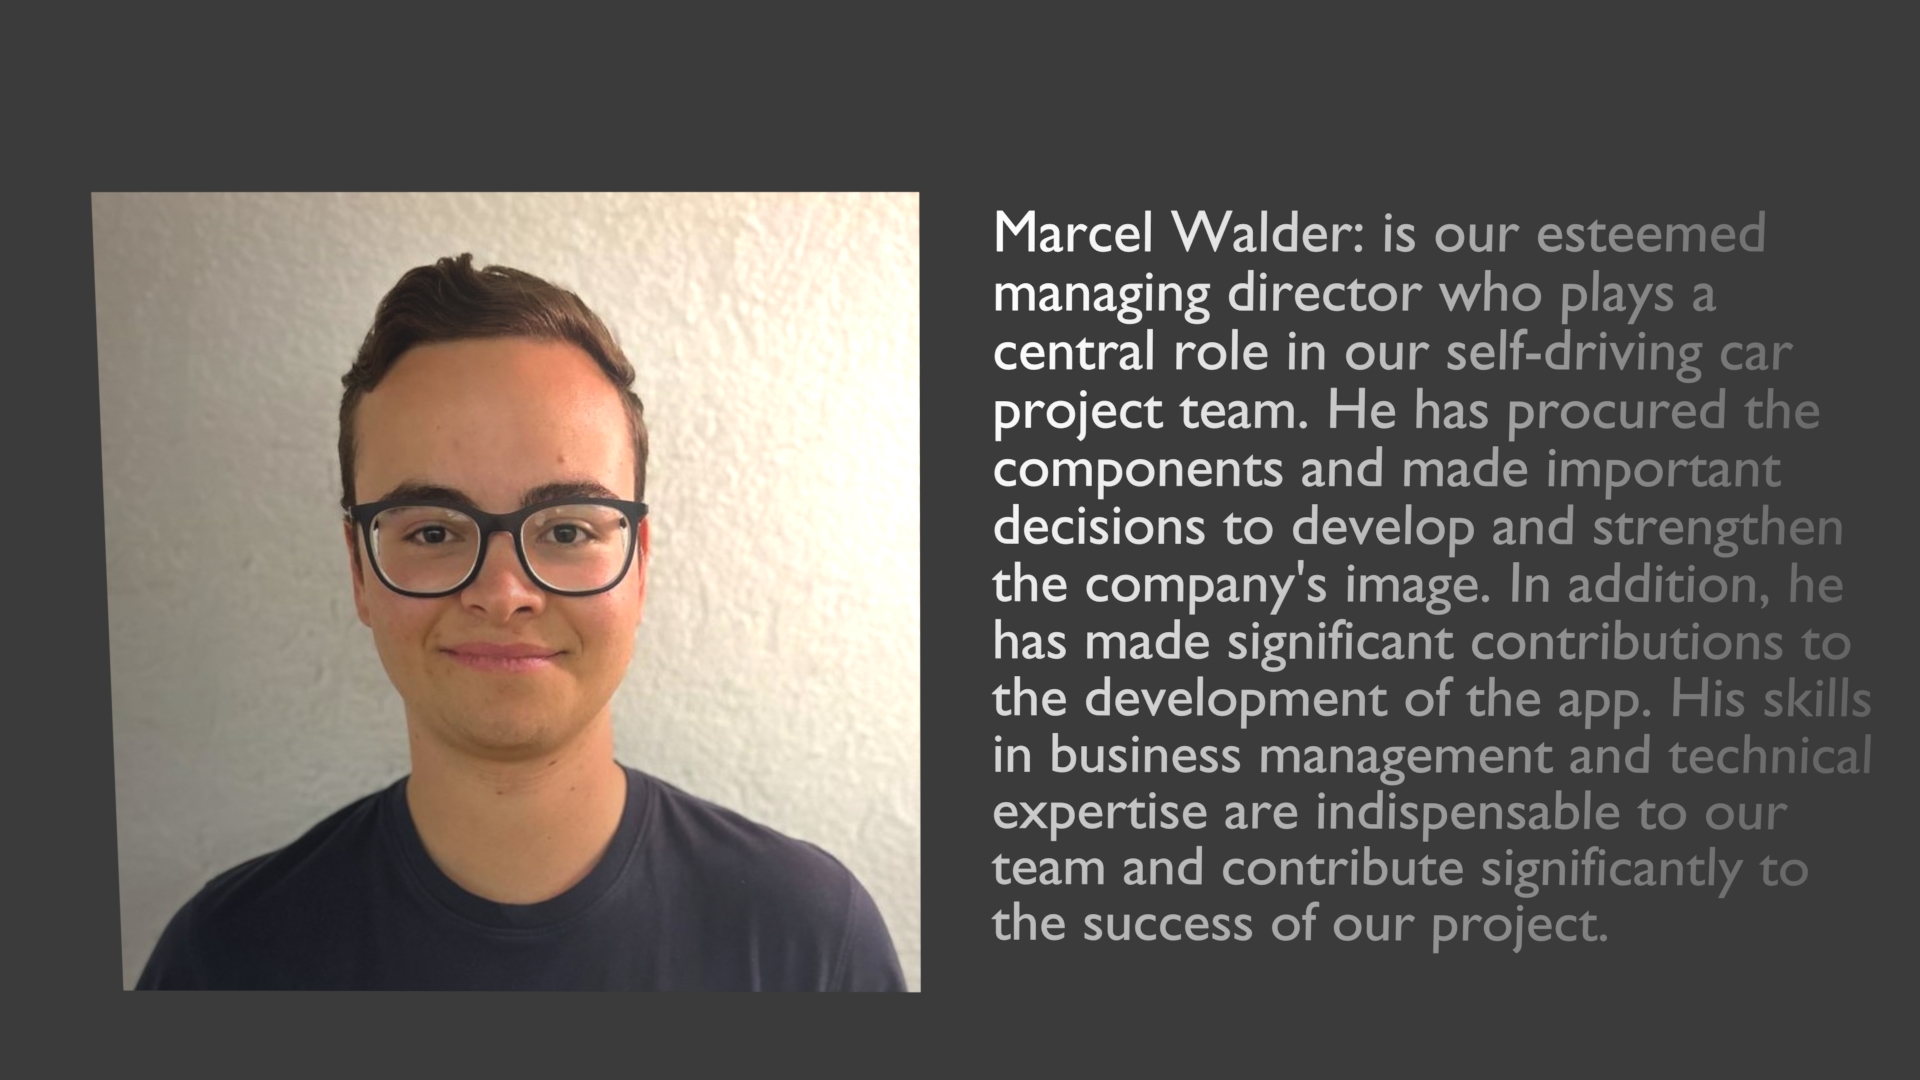 Marcel Walder: is our esteemed
managing director who plays a
central role in our self-driving car
project team. He has procured the
components and made important
decisions to develop and strengthen
the company's image. In addition, he
has made significant contributions to
the development of the app. His skills
in business management and technical
expertise are indispensable to our
team and contribute significantly to
the success of our project.